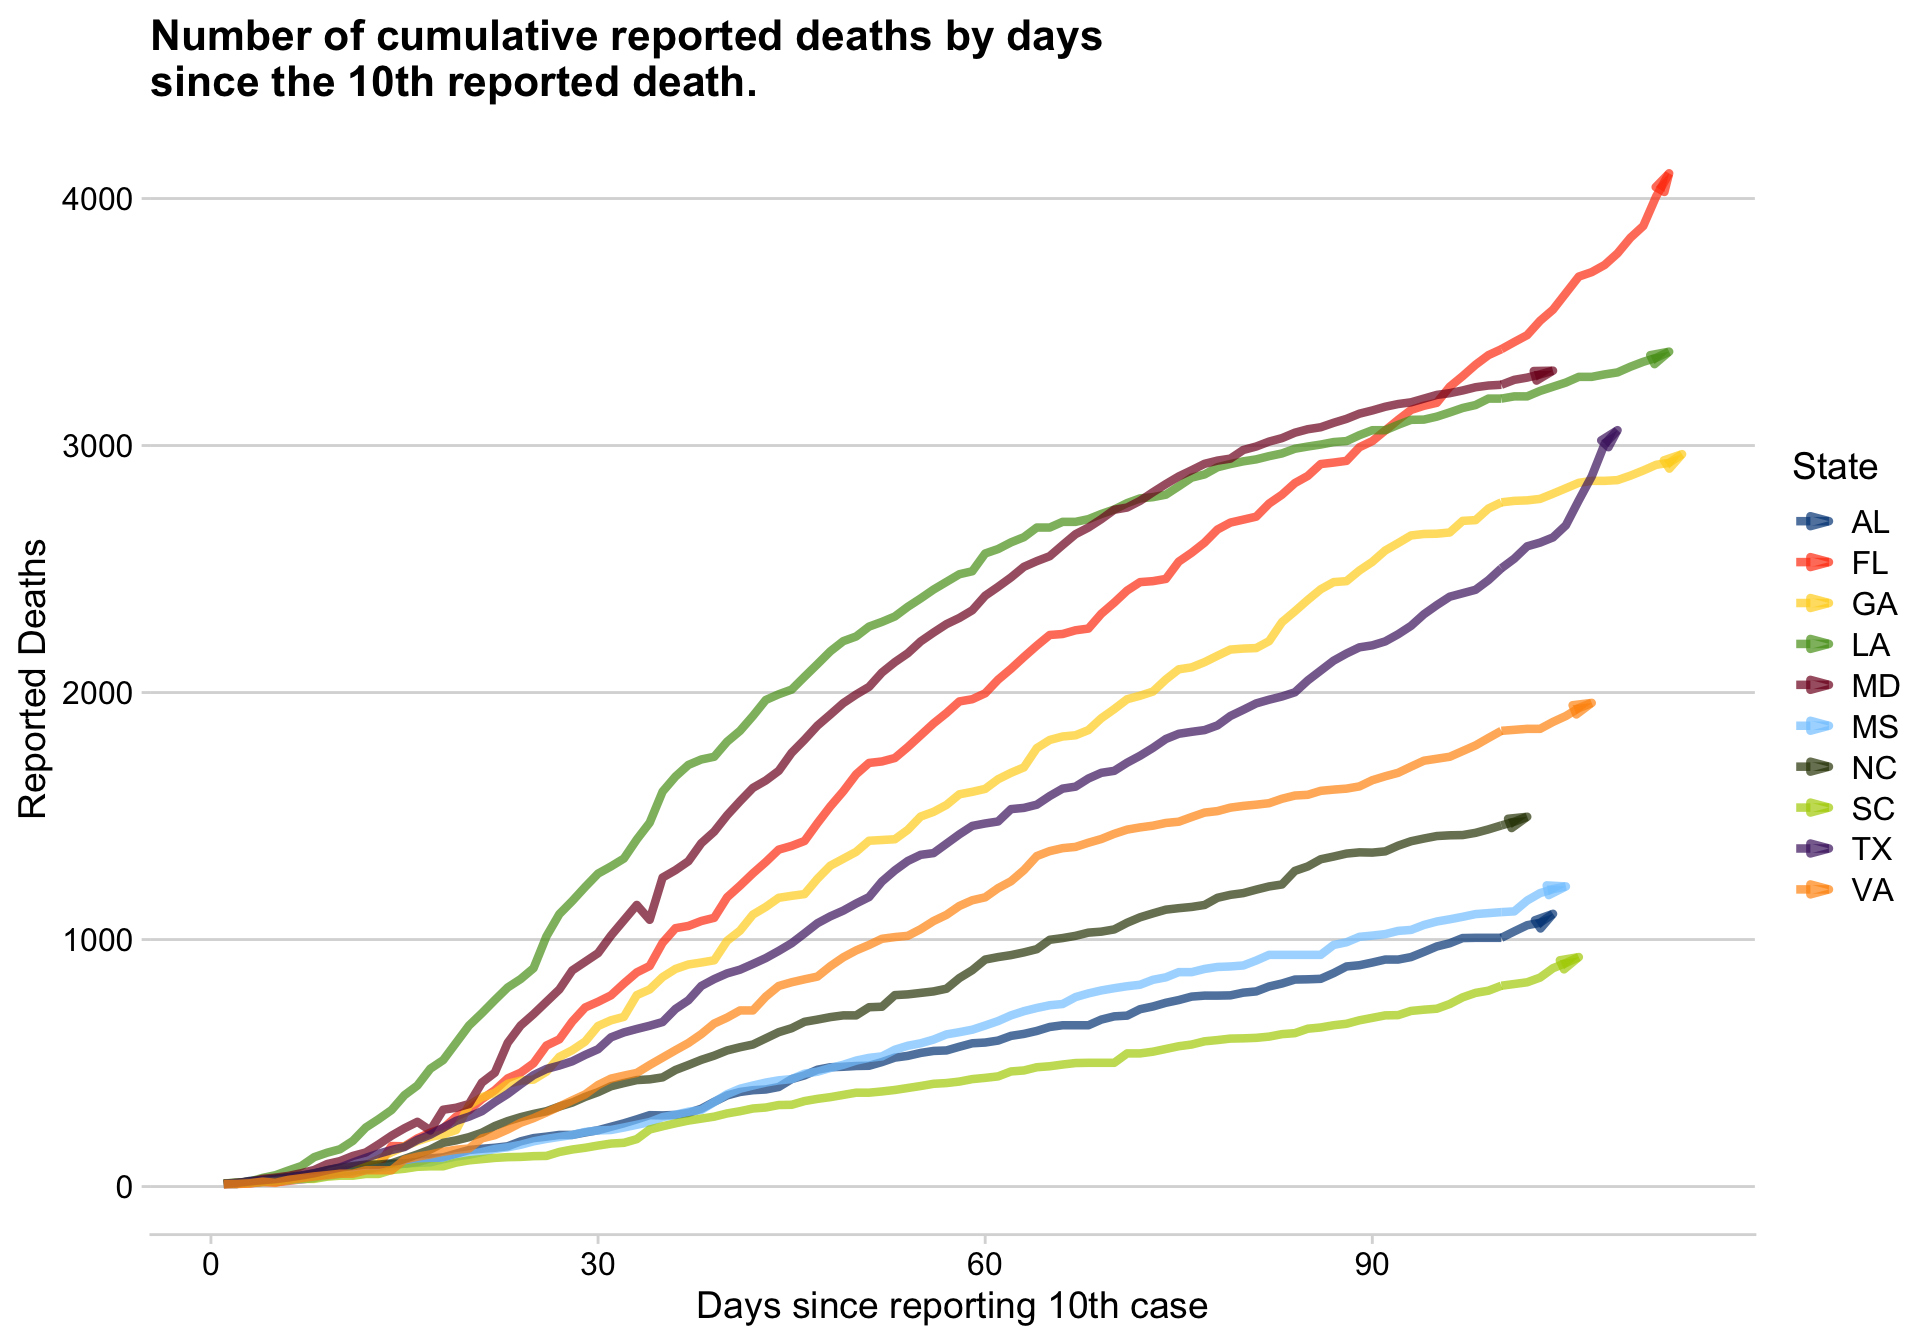 Number of cumulative reported deaths by days
since the 10th reported death.
4000
3000
2000
1000
0
Reported Deaths
0 30 60 90
Days since reporting 10th case
State
AL
FL
GA
LA
MD
MS
NC
SC
TX
VA